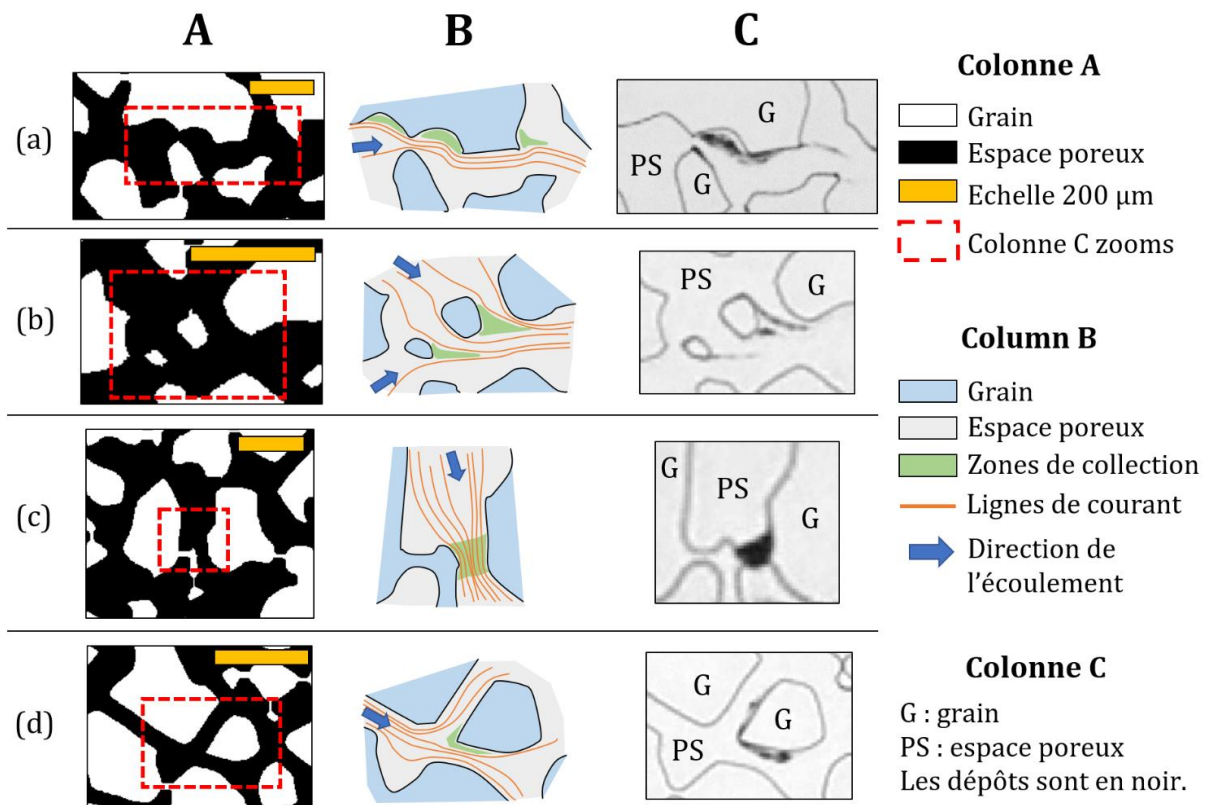 A B C
(a)
G
PS
G
(b)
PS
G
(c)
G
PS
G
(d)
G
G
PS
Colonne A
Grain
Espace poreux
Echelle 200 µm
Colonne C zooms
Column B
Grain
Espace poreux
Zones de collection
Lignes de courant
Direction de
l'écoulement
Colonne C
G : grain
PS : espace poreux
Les dépôts sont en noir.